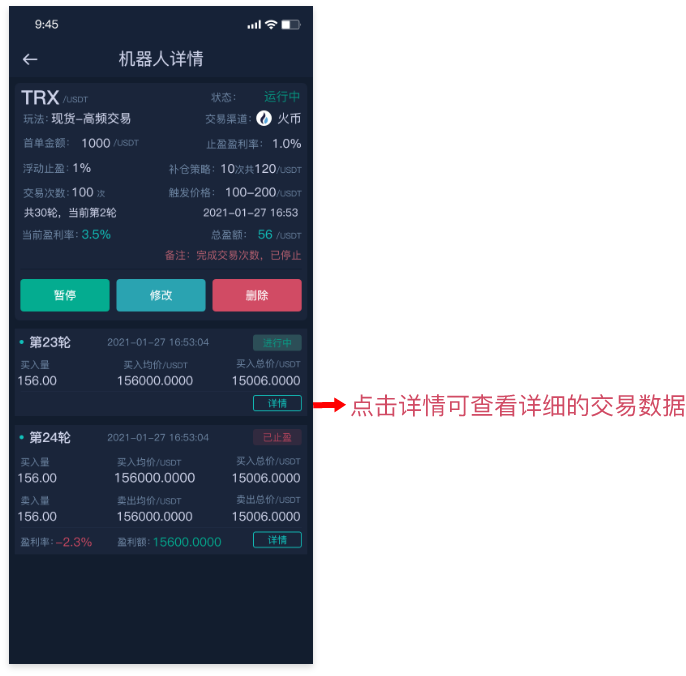 9:45
机器人详情
TRX /USDT 状态: 运行中
玩法: 现货-高频交易 交易渠道: 火币
首单金额: 1000 /USDT 止盈盈利率: 1.0%
浮动止盈: 1% 补仓策略: 10次共120/USDT
交易次数: 100 次 触发价格: 100-200/USDT
共30轮，当前第2轮 2021-01-27 16:53
当前盈利率: 3.5% 总盈额: 56 /USDT
备注: 完成交易次数，已停止
暂停 修改 删除
第23轮 2021-01-27 16:53:04 进行中
买入量 买入均价/USDT 买入总价/USDT
156.00 156000.0000 15006.0000
详情
点击详情可查看详细的交易数据
第24轮 2021-01-27 16:53:04 已止盈
买入量 买入均价/USDT 买入总价/USDT
156.00 156000.0000 15006.0000
卖入量 卖出均价/USDT 卖出总价/USDT
156.00 156000.0000 15006.0000
盈利率: -2.3% 盈利额: 15600.0000 详情